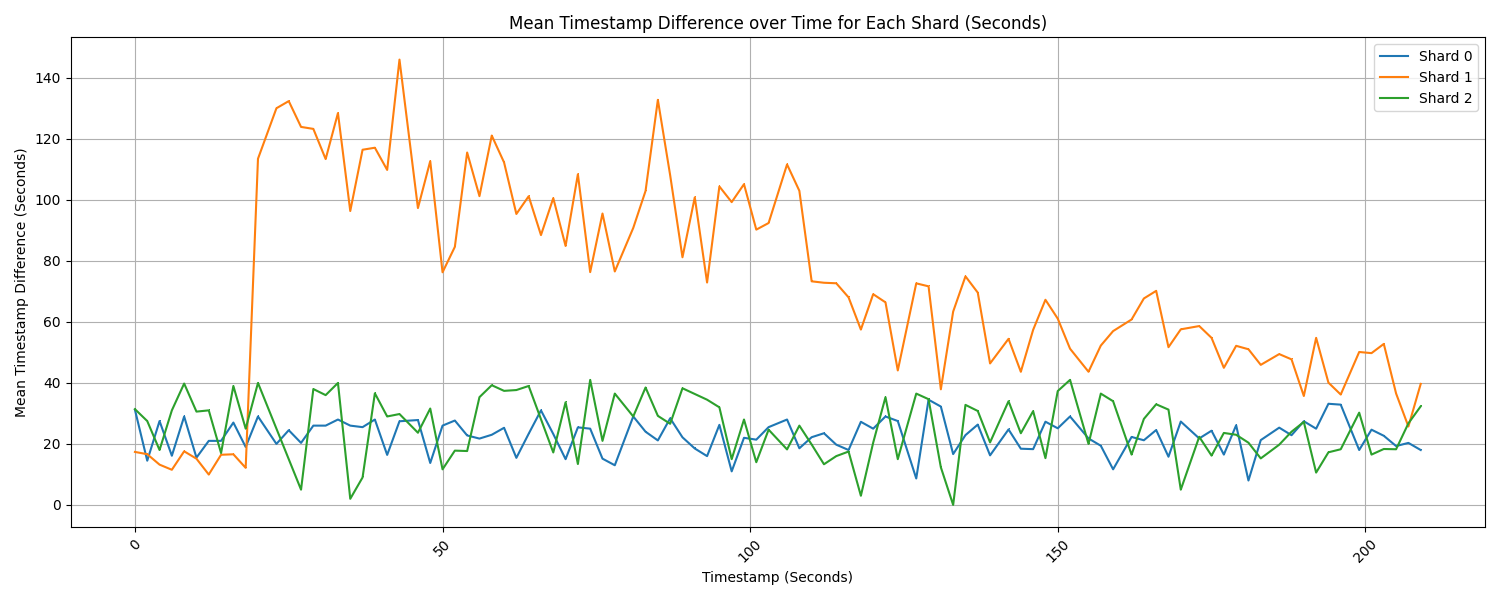 Mean Timestamp Difference over Time for Each Shard (Seconds)
Shard 0
Shard 1
Shard 2
140
120
100
80
60
40
20
0
Mean Timestamp Difference (Seconds)
0
50
100
150
200
Timestamp (Seconds)